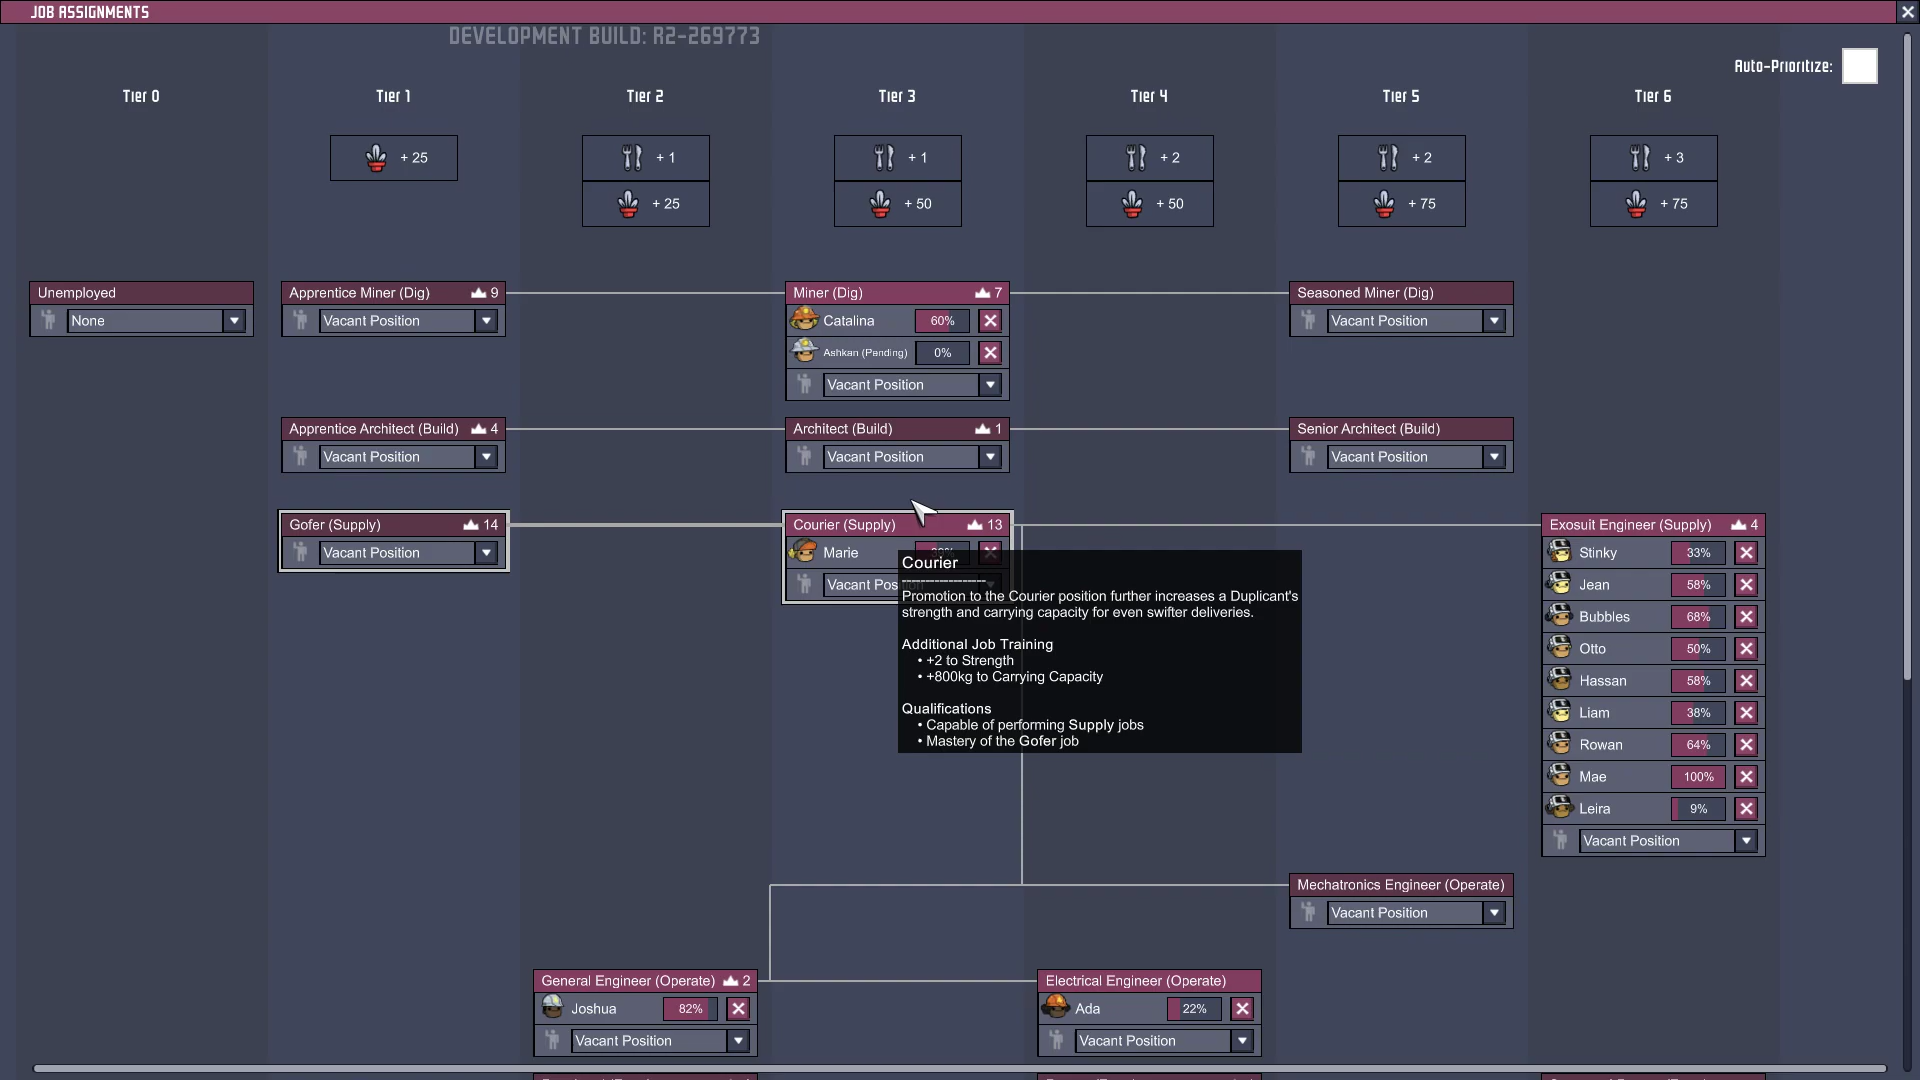 JOB ASSIGNMENTS
DEVELOPMENT BUILD: R2-269773
Auto-Prioritize:
Tier 0
Tier 1
Tier 2
Tier 3
Tier 4
Tier 5
Tier 6
+ 25
+ 1
+ 1
+ 2
+ 2
+ 3
+ 25
+ 50
+ 50
+ 75
+ 75
Unemployed
None
Apprentice Miner (Dig) 9
Vacant Position
Miner (Dig) 7
Catalina 60%
Ashkan (Pending) 0%
Vacant Position
Seasoned Miner (Dig)
Vacant Position
Apprentice Architect (Build) 4
Vacant Position
Architect (Build) 1
Vacant Position
Senior Architect (Build)
Vacant Position
Gofer (Supply) 14
Vacant Position
Courier (Supply) 13
Marie
Vacant Position
Courier
Promotion to the Courier position further increases a Duplicant's
strength and carrying capacity for even swifter deliveries.
Additional Job Training
• +2 to Strength
• +800kg to Carrying Capacity
Qualifications
• Capable of performing Supply jobs
• Mastery of the Gofer job
Exosuit Engineer (Supply) 4
Stinky 33%
Jean 58%
Bubbles 68%
Otto 50%
Hassan 58%
Liam 38%
Rowan 64%
Mae 100%
Leira 9%
Vacant Position
Mechatronics Engineer (Operate)
Vacant Position
General Engineer (Operate) 2
Joshua 82%
Vacant Position
Electrical Engineer (Operate)
Ada 22%
Vacant Position